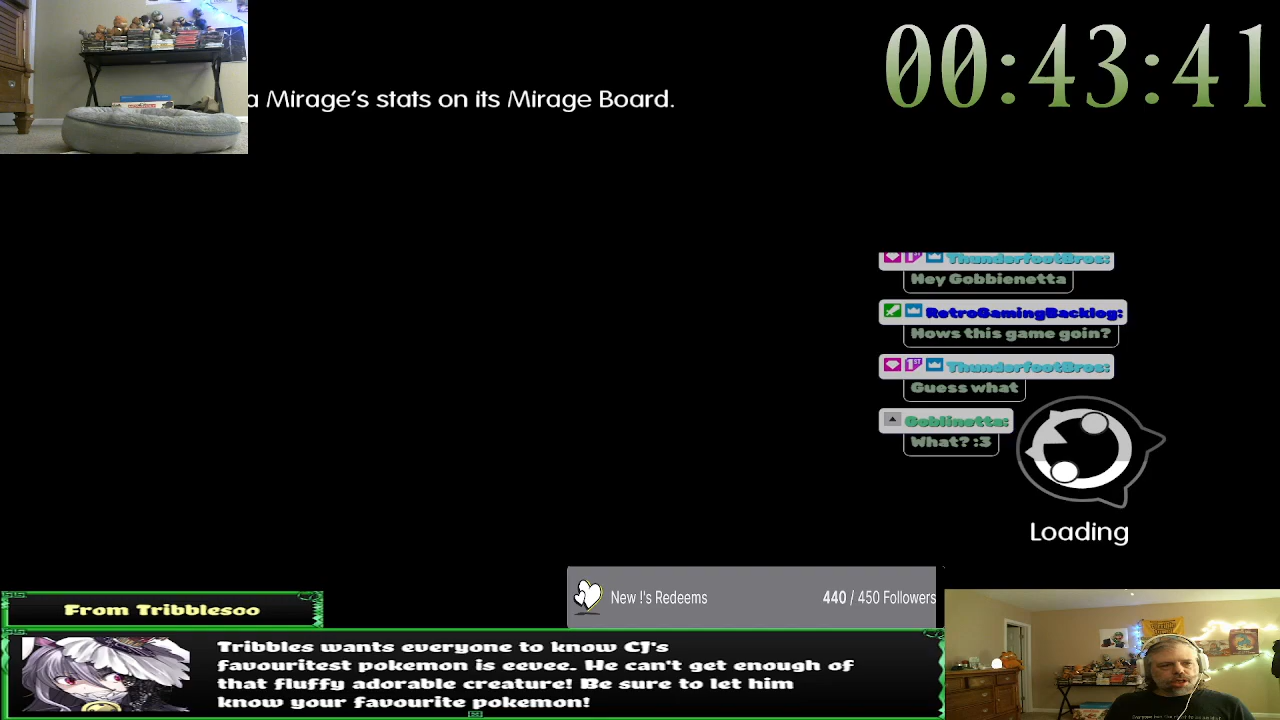 00:43:41
a Mirage's stats on its Mirage Board.
ThunderfootBros:
Hey Gobbienetta
RetroGamingBacklog:
Hows this game goin?
ThunderfootBros:
Guess what
Goblinetta:
What? :3
Loading
New !'s Redeems 440 / 450 Followers
From Tribblesoo
Tribbles wants everyone to know CJ's
favouritest pokemon is eevee. He can't get enough of
that fluffy adorable creature! Be sure to let him
know your favourite pokemon!